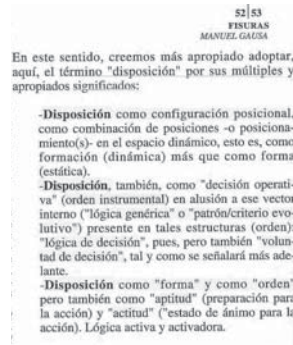 52|53
FISURAS
MANUEL GAUSA
En este sentido, creemos más apropiado adoptar,
aquí, el término "disposición" por sus múltiples y
apropiados significados:
-Disposición como configuración posicional,
como combinación de posiciones -o posiciona-
miento(s)- en el espacio dinámico, esto es, como
formación (dinámica) más que como forma
(estática).
-Disposición, también, como "decisión operati-
va" (orden instrumental) en alusión a ese vector
interno ("lógica genérica" o "patrón/criterio evo-
lutivo") presente en tales estructuras (orden):
"lógica de decisión", pues, pero también "volun-
tad de decisión", tal y como se señalará más ade-
lante.
-Disposición como "forma" y como "orden"
pero también como "aptitud" (preparación para
la acción) y "actitud" ("estado de ánimo para la
acción). Lógica activa y activadora.